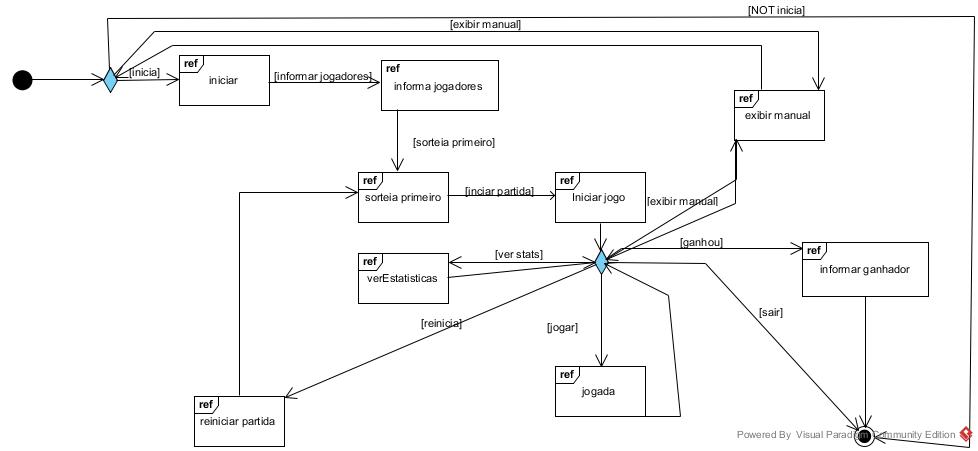 [NOT inicia]
[exibir manual]
[inicia]
ref
iniciar
[informar jogadores]
ref
informa jogadores
ref
exibir manual
[sorteia primeiro]
ref
sorteia primeiro
[inciar partida]
ref
Iniciar jogo
[exibir manual]
ref
verEstatisticas
[ver stats]
[ganhou]
ref
informar ganhador
[reinicia]
[jogar]
[sair]
ref
jogada
ref
reiniciar partida
Powered By Visual Paradigm Community Edition